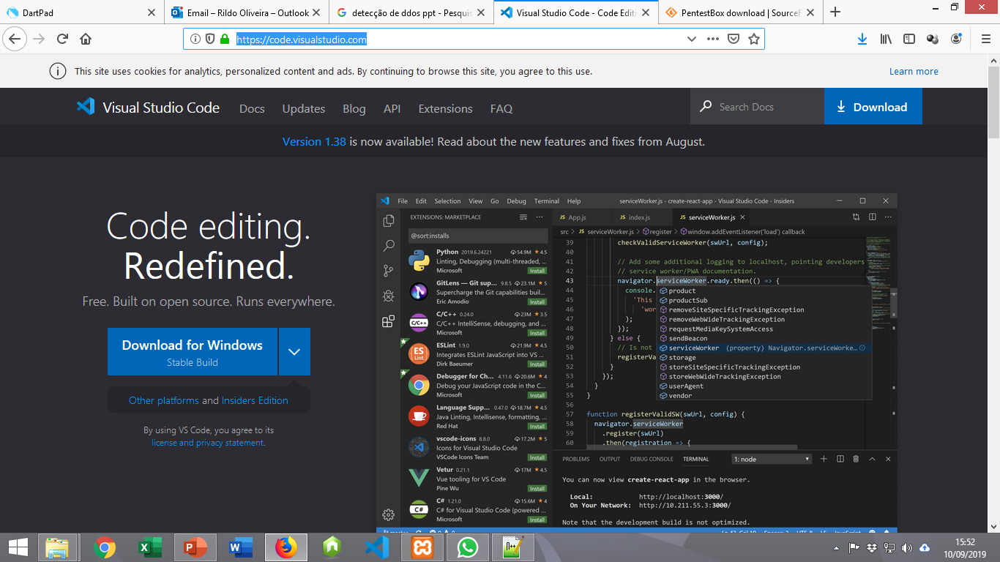 DartPad
Email – Rildo Oliveira – Outlook
detecção de ddos ppt - Pesquis
Visual Studio Code - Code Editi
PentestBox download | SourceF
https://code.visualstudio.com
This site uses cookies for analytics, personalized content and ads. By continuing to browse this site, you agree to this use.
Learn more
Visual Studio Code
Docs
Updates
Blog
API
Extensions
FAQ
Search Docs
Download
Version 1.38 is now available! Read about the new features and fixes from August.
Code editing.
Redefined.
Free. Built on open source. Runs everywhere.
Download for Windows
Stable Build
Other platforms and Insiders Edition
By using VS Code, you agree to its
license and privacy statement.
File Edit Selection View Go Debug Terminal Help
serviceWorker.js - create-react-app - Visual Studio Code - Insiders
EXTENSIONS: MARKETPLACE
@sort:installs
Python 2019.6.24221 54.9M 4.5
Linting, Debugging (multi-threaded, ...
Microsoft Install
GitLens — Git sup... 9.8.5 23.1M 5
Supercharge the Git capabilities buil...
Eric Amodio Install
C/C++ 0.24.0 23M 3.5
C/C++ IntelliSense, debugging, and ...
Microsoft Install
ESLint 1.9.0 21.9M 4.5
Integrates ESLint JavaScript into VS ...
Dirk Baeumer Install
Debugger for Ch... 4.11.6 20.6M 4
Debug your JavaScript code in the C...
Microsoft Install
Language Supp... 0.47.0 18.7M 4.5
Java Linting, Intellisense, formatting, ...
Red Hat Install
vscode-icons 8.8.0 17.2M 5
Icons for Visual Studio Code
VSCode Icons Team Install
Vetur 0.21.1 17M 4.5
Vue tooling for VS Code
Pine Wu Install
C# 1.21.0 15.6M 4
C# for Visual Studio Code (powered ...
Microsoft Install
JS App.js
JS index.js
JS serviceWorker.js
src > JS serviceWorker.js > register > window.addEventListener('load') callback
39 checkValidServiceWorker(swUrl, config);
40
41 // Add some additional logging to localhost, pointing developers
42 // service worker/PWA documentation.
43 navigator.serviceWorker.ready.then(() => {
44 console.
45 'This
46 'wor
47 );
48 });
49 } else {
50 // Is not
51 registerVa
52 }
53 });
54 }
55 }
56
57 function registerValidSW(swUrl, config) {
58 navigator.serviceWorker
59 .register(swUrl)
60 .then(registration => {
product
productSub
removeSiteSpecificTrackingException
removeWebWideTrackingException
requestMediaKeySystemAccess
sendBeacon
serviceWorker (property) Navigator.serviceWorke...
storage
storeSiteSpecificTrackingException
storeWebWideTrackingException
userAgent
vendor
PROBLEMS OUTPUT DEBUG CONSOLE TERMINAL
1: node
You can now view create-react-app in the browser.
Local: http://localhost:3000/
On Your Network: http://10.211.55.3:3000/
Note that the development build is not optimized.
15:52
10/09/2019